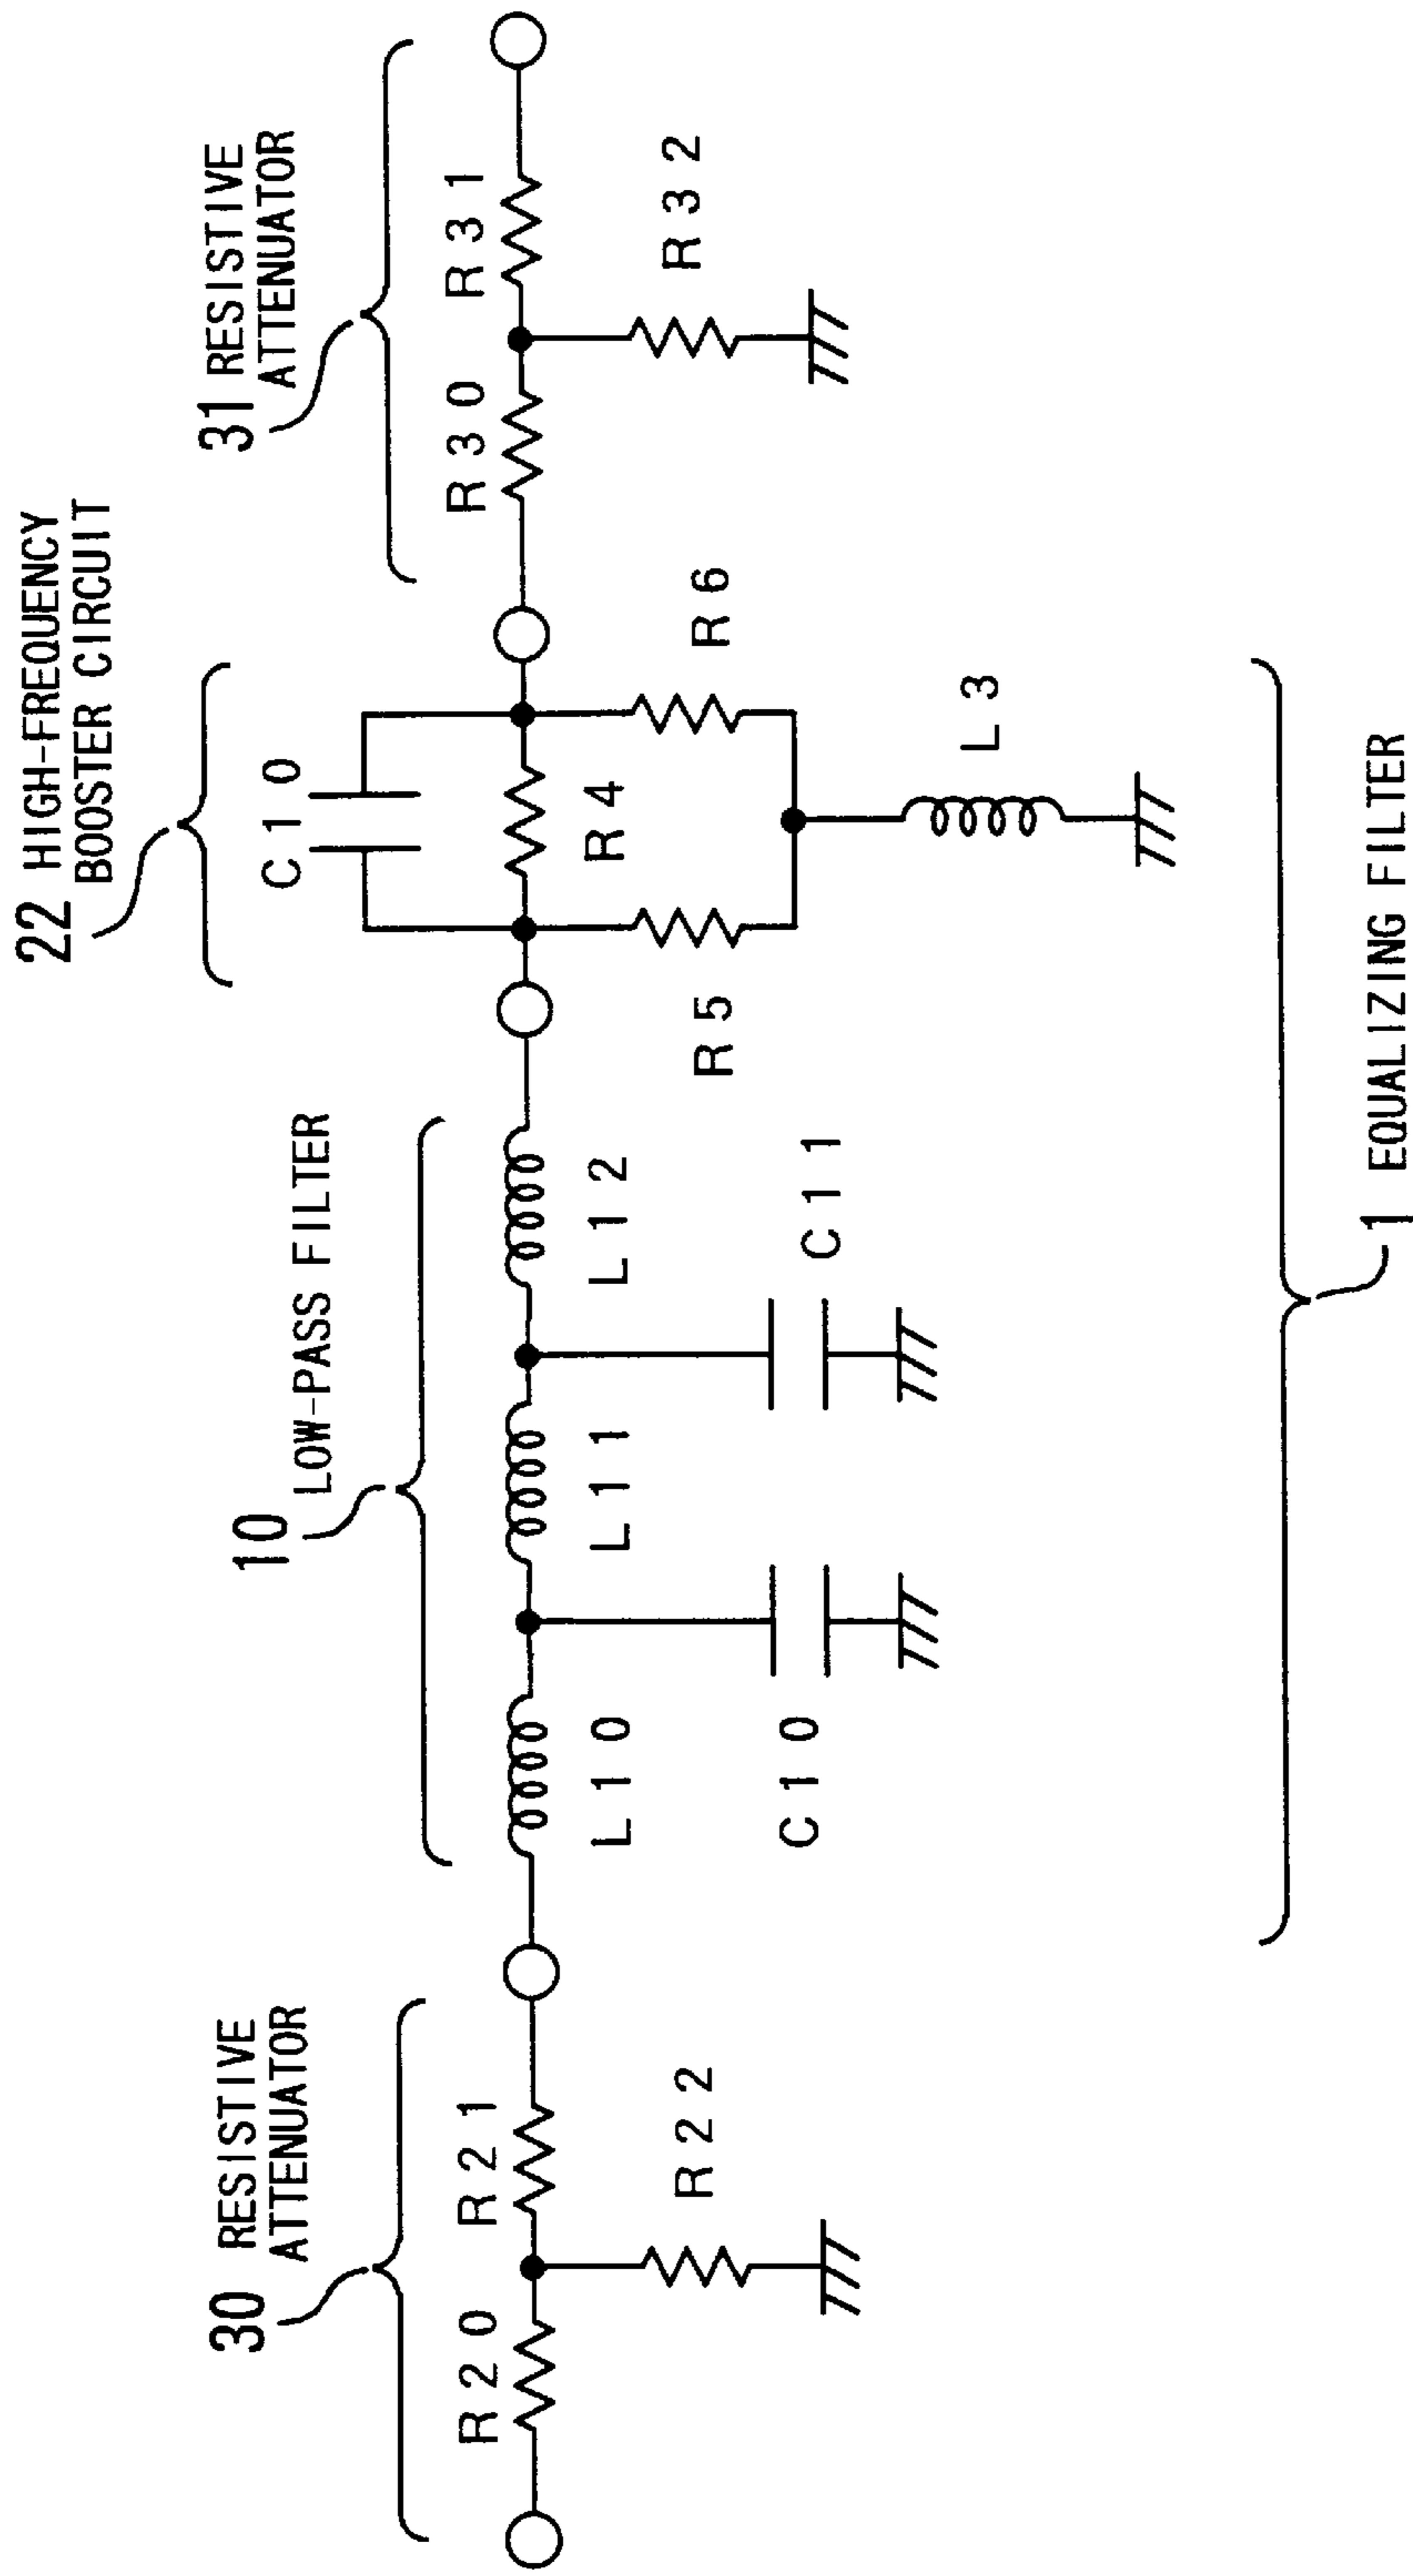 30 RESISTIVE
ATTENUATOR
R20
R21
R22
10 LOW-PASS FILTER
L10
L11
L12
C10
C11
22 HIGH-FREQUENCY
BOOSTER CIRCUIT
C10
R4
R5
R6
L3
31 RESISTIVE
ATTENUATOR
R30
R31
R32
1 EQUALIZING FILTER